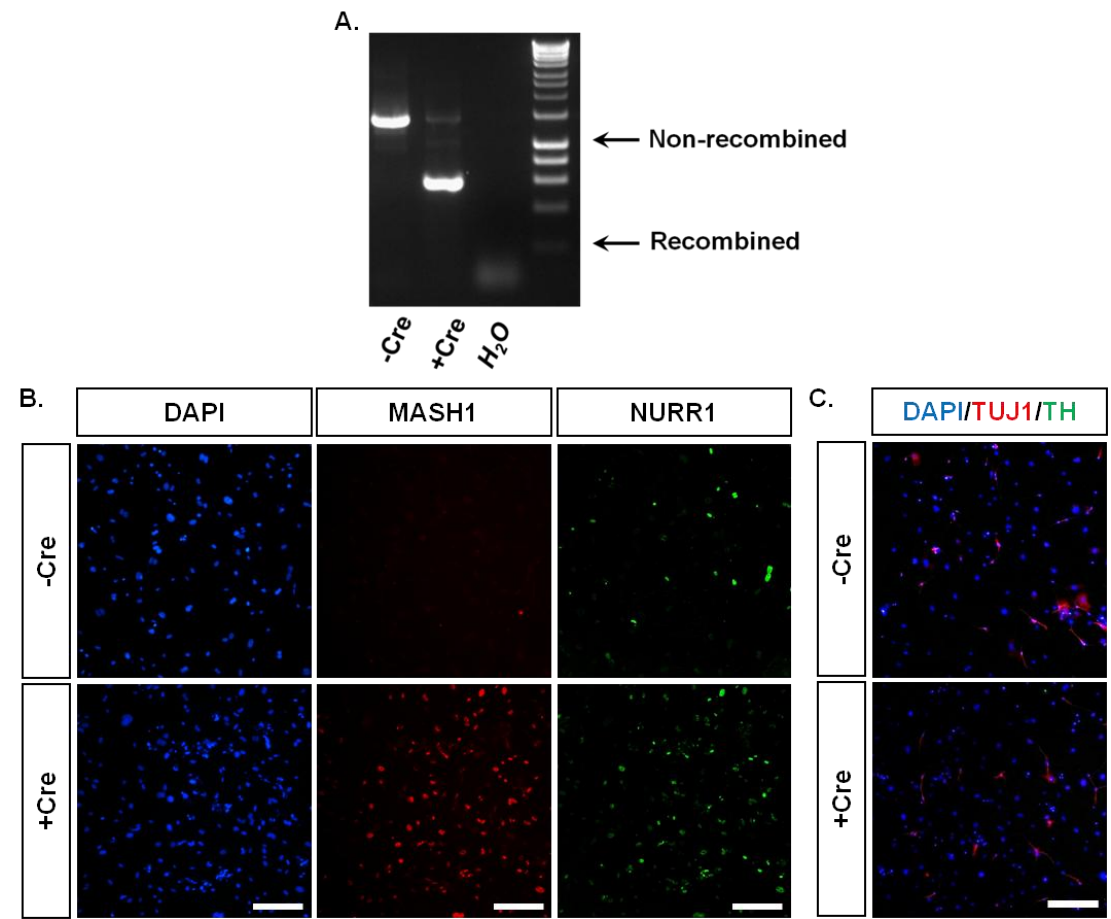 A.
Non-recombined
Recombined
-Cre
+Cre
H2O
B.
DAPI
MASH1
NURR1
C.
DAPI/TUJ1/TH
-Cre
-Cre
+Cre
+Cre